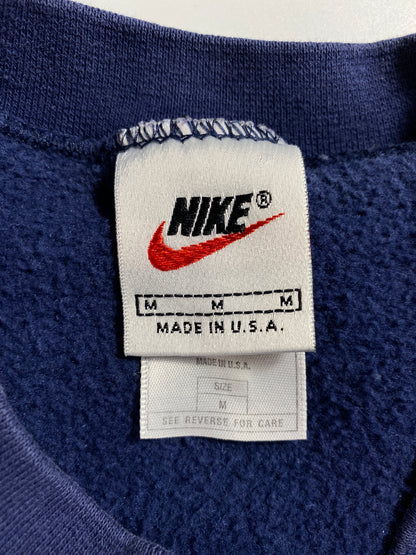 NIKE®
M M M
MADE IN U.S.A.
MADE IN U.S.A.
SIZE
M
SEE REVERSE FOR CARE